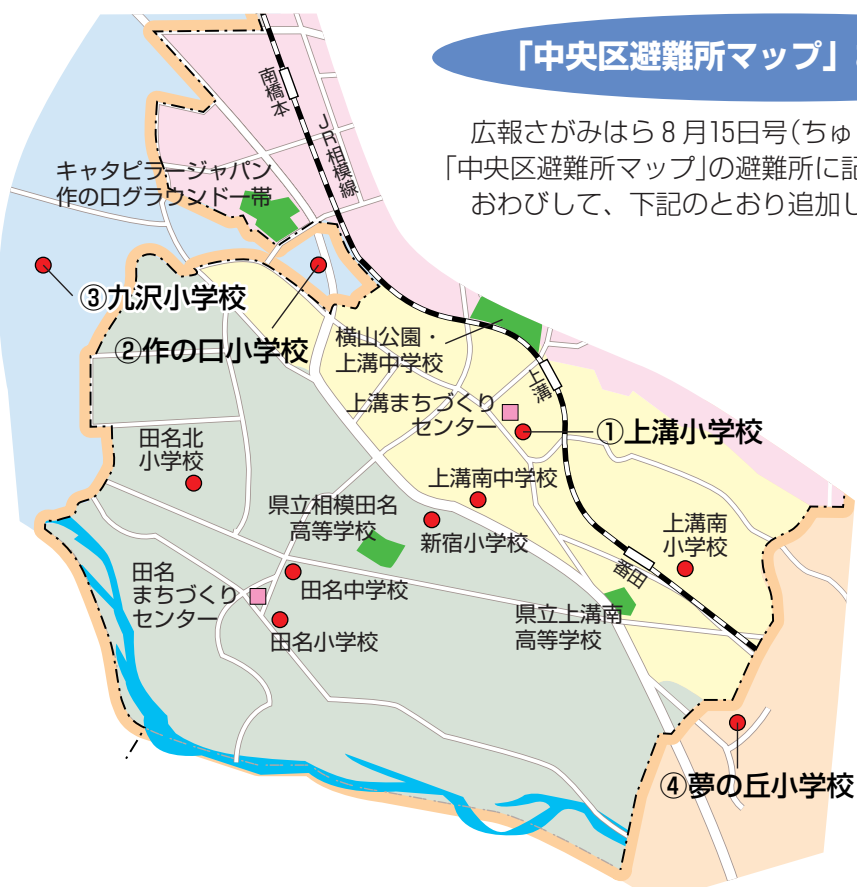 「中央区避難所マップ」
広報さがみはら８月15日号(ちゅ
「中央区避難所マップ」の避難所に記
おわびして、下記のとおり追加し
南橋本
ＪＲ相模線
キャタピラージャパン
作の口グラウンド一帯
③九沢小学校
②作の口小学校
横山公園・
上溝中学校
上溝
上溝まちづくり
センター
①上溝小学校
田名北
小学校
上溝南中学校
県立相模田名
高等学校
新宿小学校
上溝南
小学校
番田
田名
まちづくり
センター
田名中学校
県立上溝南
高等学校
田名小学校
④夢の丘小学校